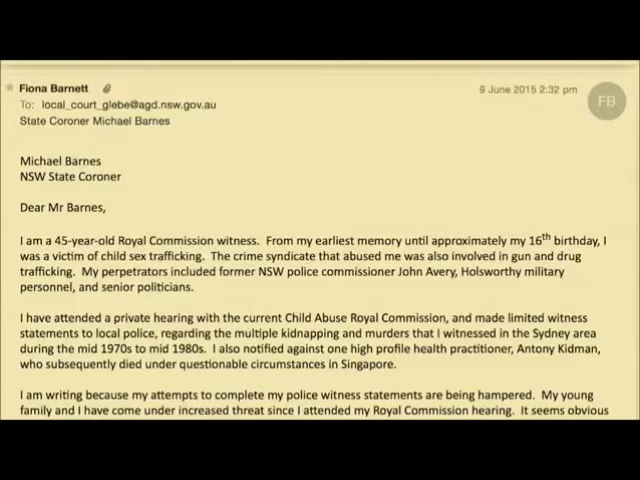 Fiona Barnett
9 June 2015 2:32 pm
FB
To: local_court_glebe@agd.nsw.gov.au
State Coroner Michael Barnes
Michael Barnes
NSW State Coroner
Dear Mr Barnes,
I am a 45-year-old Royal Commission witness. From my earliest memory until approximately my 16th birthday, I
was a victim of child sex trafficking. The crime syndicate that abused me was also involved in gun and drug
trafficking. My perpetrators included former NSW police commissioner John Avery, Holsworthy military
personnel, and senior politicians.
I have attended a private hearing with the current Child Abuse Royal Commission, and made limited witness
statements to local police, regarding the multiple kidnapping and murders that I witnessed in the Sydney area
during the mid 1970s to mid 1980s. I also notified against one high profile health practitioner, Antony Kidman,
who subsequently died under questionable circumstances in Singapore.
I am writing because my attempts to complete my police witness statements are being hampered. My young
family and I have come under increased threat since I attended my Royal Commission hearing. It seems obvious